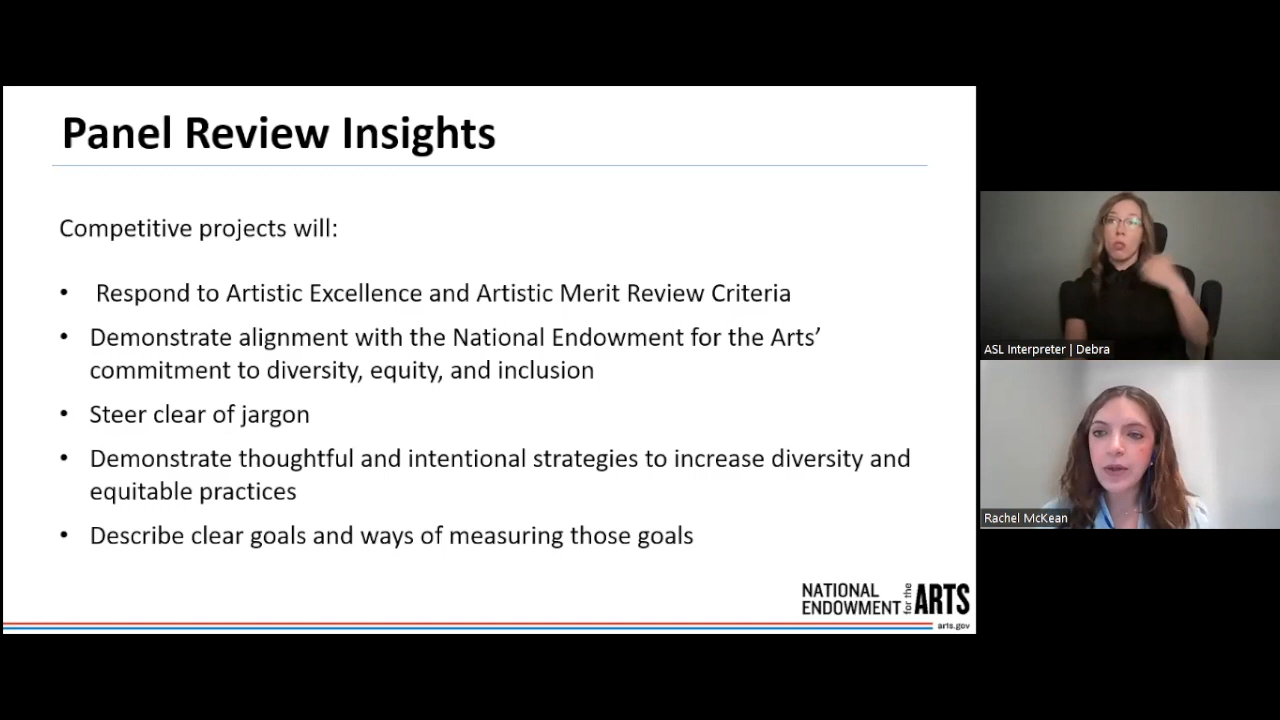 Panel Review Insights
Competitive projects will:
• Respond to Artistic Excellence and Artistic Merit Review Criteria
• Demonstrate alignment with the National Endowment for the Arts’
commitment to diversity, equity, and inclusion
• Steer clear of jargon
• Demonstrate thoughtful and intentional strategies to increase diversity and
equitable practices
• Describe clear goals and ways of measuring those goals
NATIONAL
ENDOWMENT for the ARTS
arts.gov
ASL Interpreter | Debra
Rachel McKean